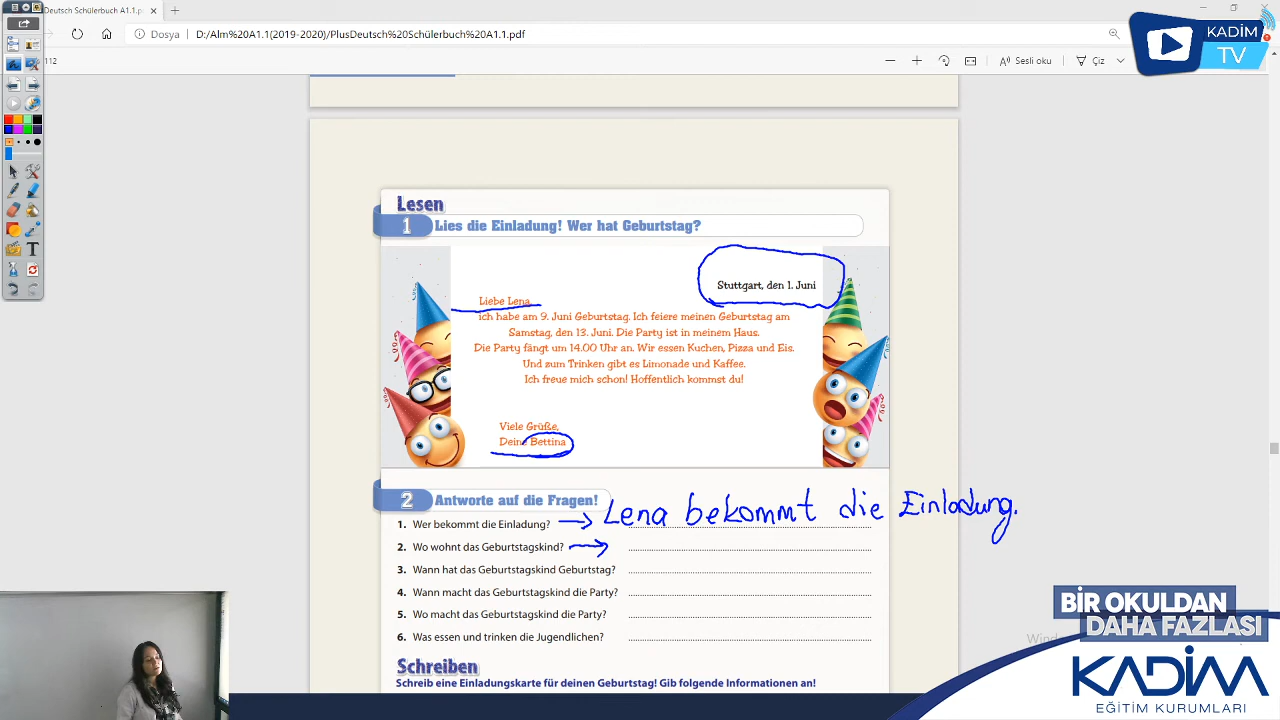 Deutsch Schülerbuch A1.1.p
Dosya
D:/Alm%20A1.1(2019-2020)/PlusDeutsch%20Schülerbuch%20A1.1.pdf
112
Sesli oku
Çiz
KADİM
TV
Lesen
1 Lies die Einladung! Wer hat Geburtstag?
Stuttgart, den 1. Juni
Liebe Lena,
ich habe am 9. Juni Geburtstag. Ich feiere meinen Geburtstag am
Samstag, den 13. Juni. Die Party ist in meinem Haus.
Die Party fängt um 14.00 Uhr an. Wir essen Kuchen, Pizza und Eis.
Und zum Trinken gibt es Limonade und Kaffee.
Ich freue mich schon! Hoffentlich kommst du!
Viele Grüße,
Deine Bettina
2 Antworte auf die Fragen!
1. Wer bekommt die Einladung? → Lena bekommt die Einladung.
2. Wo wohnt das Geburtstagskind? →
3. Wann hat das Geburtstagskind Geburtstag?
4. Wann macht das Geburtstagskind die Party?
5. Wo macht das Geburtstagskind die Party?
6. Was essen und trinken die Jugendlichen?
Schreiben
Schreib eine Einladungskarte für deinen Geburtstag! Gib folgende Informationen an!
BİR OKULDAN
DAHA FAZLASI
KADİM
EĞİTİM KURUMLARI